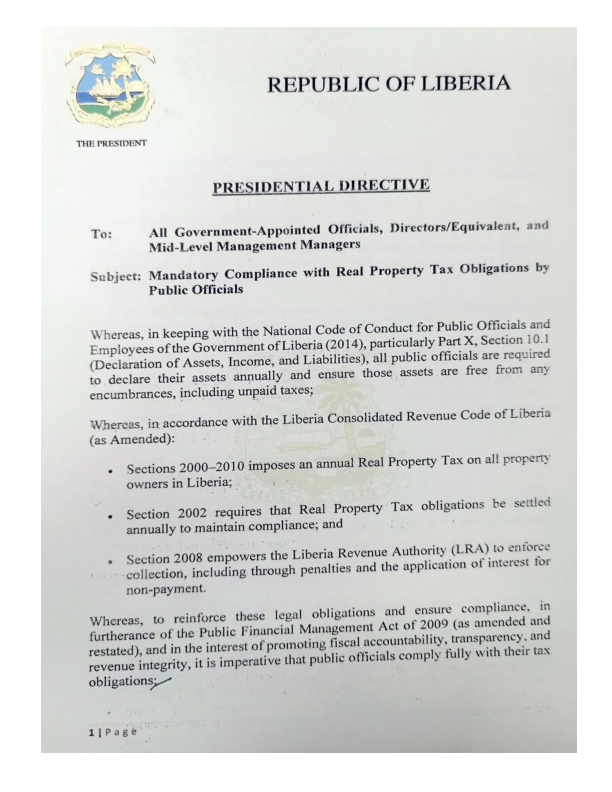 REPUBLIC OF LIBERIA
THE PRESIDENT
PRESIDENTIAL DIRECTIVE
To: All Government-Appointed Officials, Directors/Equivalent, and
Mid-Level Management Managers
Subject: Mandatory Compliance with Real Property Tax Obligations by
Public Officials
Whereas, in keeping with the National Code of Conduct for Public Officials and
Employees of the Government of Liberia (2014), particularly Part X, Section 10.1
(Declaration of Assets, Income, and Liabilities), all public officials are required
to declare their assets annually and ensure those assets are free from any
encumbrances, including unpaid taxes;
Whereas, in accordance with the Liberia Consolidated Revenue Code of Liberia
(as Amended):
• Sections 2000–2010 imposes an annual Real Property Tax on all property
owners in Liberia;
• Section 2002 requires that Real Property Tax obligations be settled
annually to maintain compliance; and
• Section 2008 empowers the Liberia Revenue Authority (LRA) to enforce
collection, including through penalties and the application of interest for
non-payment.
Whereas, to reinforce these legal obligations and ensure compliance, in
furtherance of the Public Financial Management Act of 2009 (as amended and
restated), and in the interest of promoting fiscal accountability, transparency, and
revenue integrity, it is imperative that public officials comply fully with their tax
obligations;
1 | Page